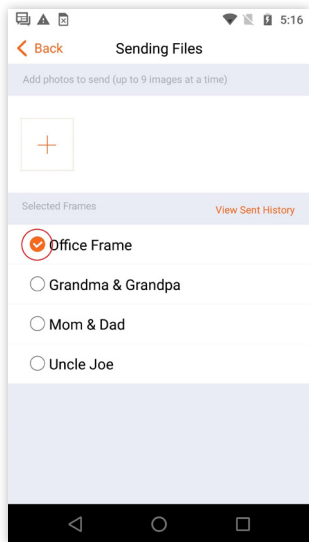 5:16
Back
Sending Files
Add photos to send (up to 9 images at a time)
Selected Frames
View Sent History
Office Frame
Grandma & Grandpa
Mom & Dad
Uncle Joe